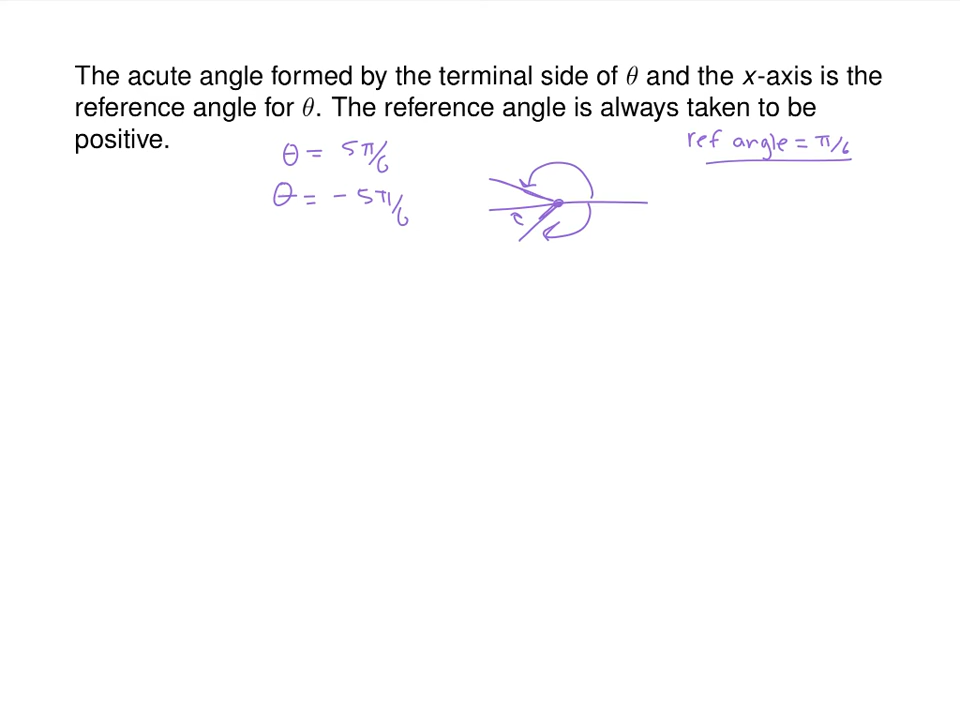 The acute angle formed by the terminal side of θ and the x-axis is the
reference angle for θ. The reference angle is always taken to be
positive.
ref angle = π/6
θ = 5π/6
θ = - 5π/6